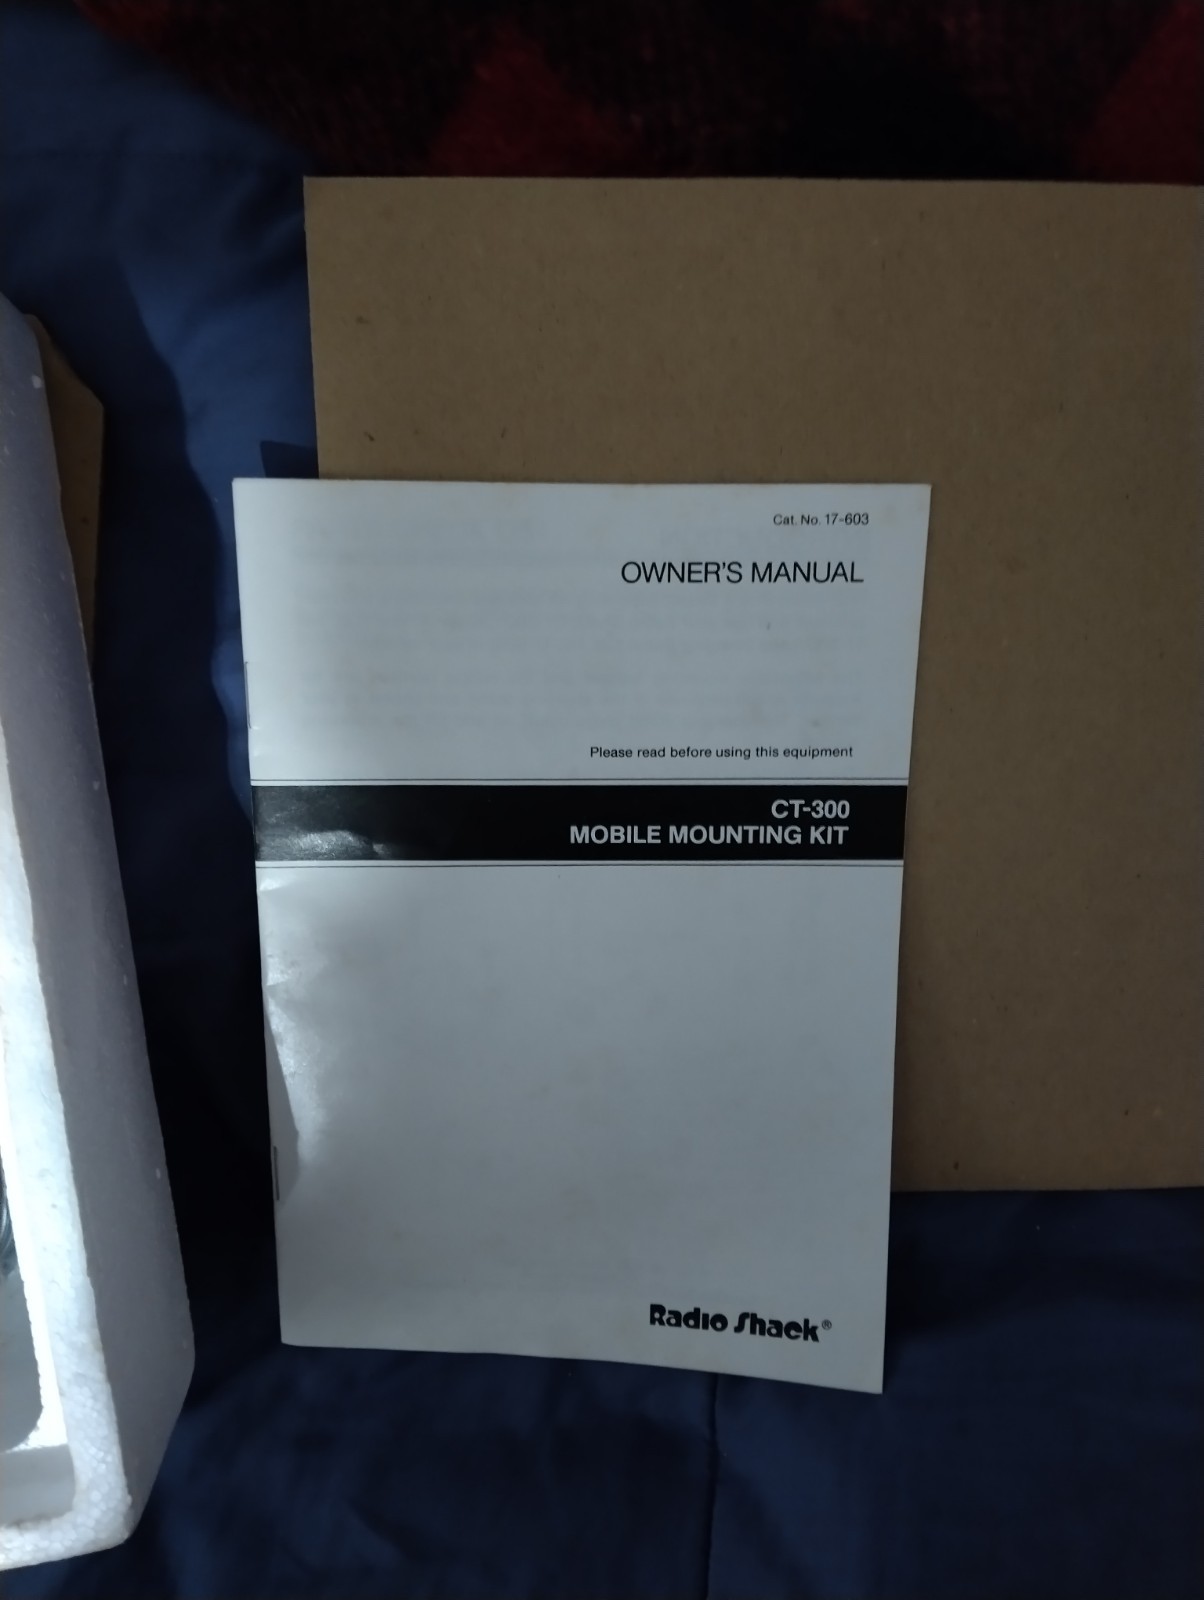 Cat. No. 17-603
OWNER'S MANUAL
Please read before using this equipment
CT-300
MOBILE MOUNTING KIT
Radio Shack®